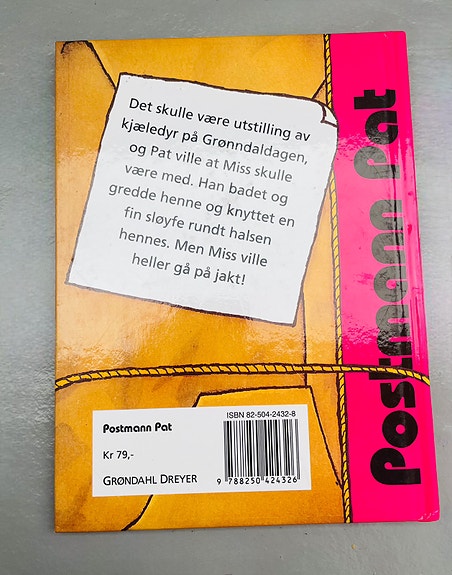 Det skulle være utstilling av
kjæledyr på Grønndaldagen,
og Pat ville at Miss skulle
være med. Han badet og
gredde henne og knyttet en
fin sløyfe rundt halsen
hennes. Men Miss ville
heller gå på jakt!
Postmann Pat
Postmann Pat
Kr 79,-
GRØNDAHL DREYER
ISBN 82-504-2432-8
9 788250 424326